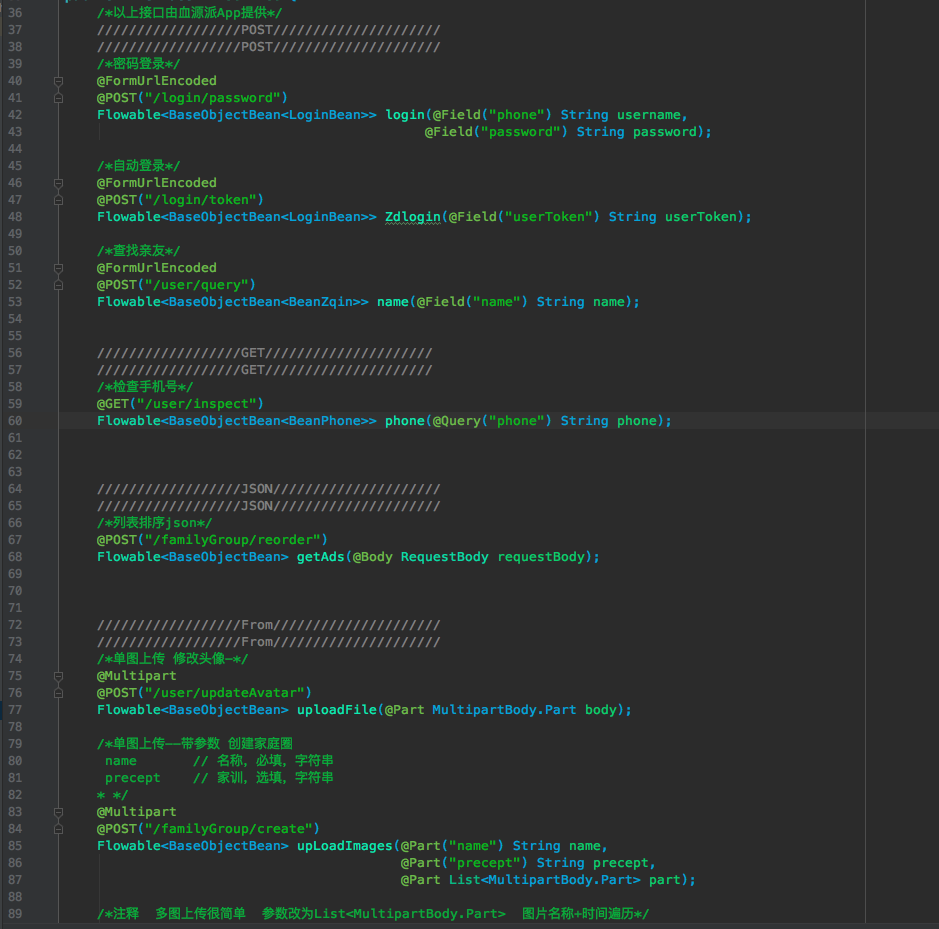 36 /*以上接口由血源派App提供*/
37 //////////////////POST/////////////////////
38 //////////////////POST/////////////////////
39 /*密码登录*/
40 @FormUrlEncoded
41 @POST("/login/password")
42 Flowable<BaseObjectBean<LoginBean>> login(@Field("phone") String username,
43 @Field("password") String password);
44
45 /*自动登录*/
46 @FormUrlEncoded
47 @POST("/login/token")
48 Flowable<BaseObjectBean<LoginBean>> Zdlogin(@Field("userToken") String userToken);
49
50 /*查找亲友*/
51 @FormUrlEncoded
52 @POST("/user/query")
53 Flowable<BaseObjectBean<BeanZqin>> name(@Field("name") String name);
54
55
56 //////////////////GET/////////////////////
57 //////////////////GET/////////////////////
58 /*检查手机号*/
59 @GET("/user/inspect")
60 Flowable<BaseObjectBean<BeanPhone>> phone(@Query("phone") String phone);
61
62
63
64 //////////////////JSON/////////////////////
65 //////////////////JSON/////////////////////
66 /*列表排序json*/
67 @POST("/familyGroup/reorder")
68 Flowable<BaseObjectBean> getAds(@Body RequestBody requestBody);
69
70
71
72 //////////////////From/////////////////////
73 //////////////////From/////////////////////
74 /*单图上传 修改头像-*/
75 @Multipart
76 @POST("/user/updateAvatar")
77 Flowable<BaseObjectBean> uploadFile(@Part MultipartBody.Part body);
78
79 /*单图上传--带参数 创建家庭圈
80 name // 名称，必填，字符串
81 precept // 家训，选填，字符串
82 * */
83 @Multipart
84 @POST("/familyGroup/create")
85 Flowable<BaseObjectBean> upLoadImages(@Part("name") String name,
86 @Part("precept") String precept,
87 @Part List<MultipartBody.Part> part);
88
89 /*注释 多图上传很简单 参数改为List<MultipartBody.Part> 图片名称+时间遍历*/